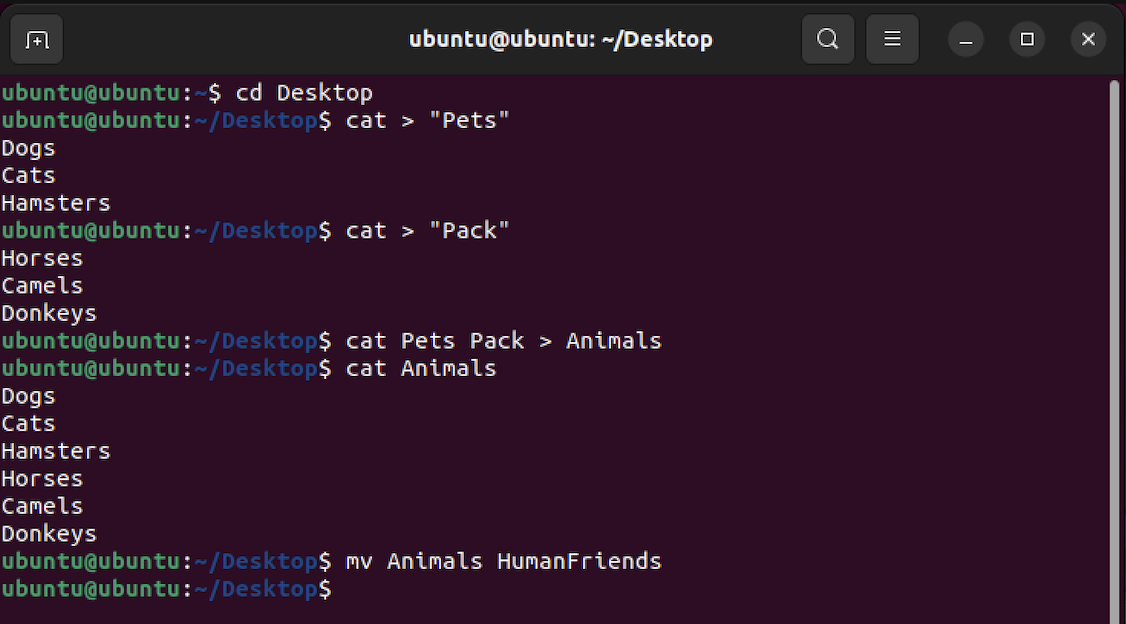 ubuntu@ubuntu: ~/Desktop
ubuntu@ubuntu:~$ cd Desktop
ubuntu@ubuntu:~/Desktop$ cat > "Pets"
Dogs
Cats
Hamsters
ubuntu@ubuntu:~/Desktop$ cat > "Pack"
Horses
Camels
Donkeys
ubuntu@ubuntu:~/Desktop$ cat Pets Pack > Animals
ubuntu@ubuntu:~/Desktop$ cat Animals
Dogs
Cats
Hamsters
Horses
Camels
Donkeys
ubuntu@ubuntu:~/Desktop$ mv Animals HumanFriends
ubuntu@ubuntu:~/Desktop$